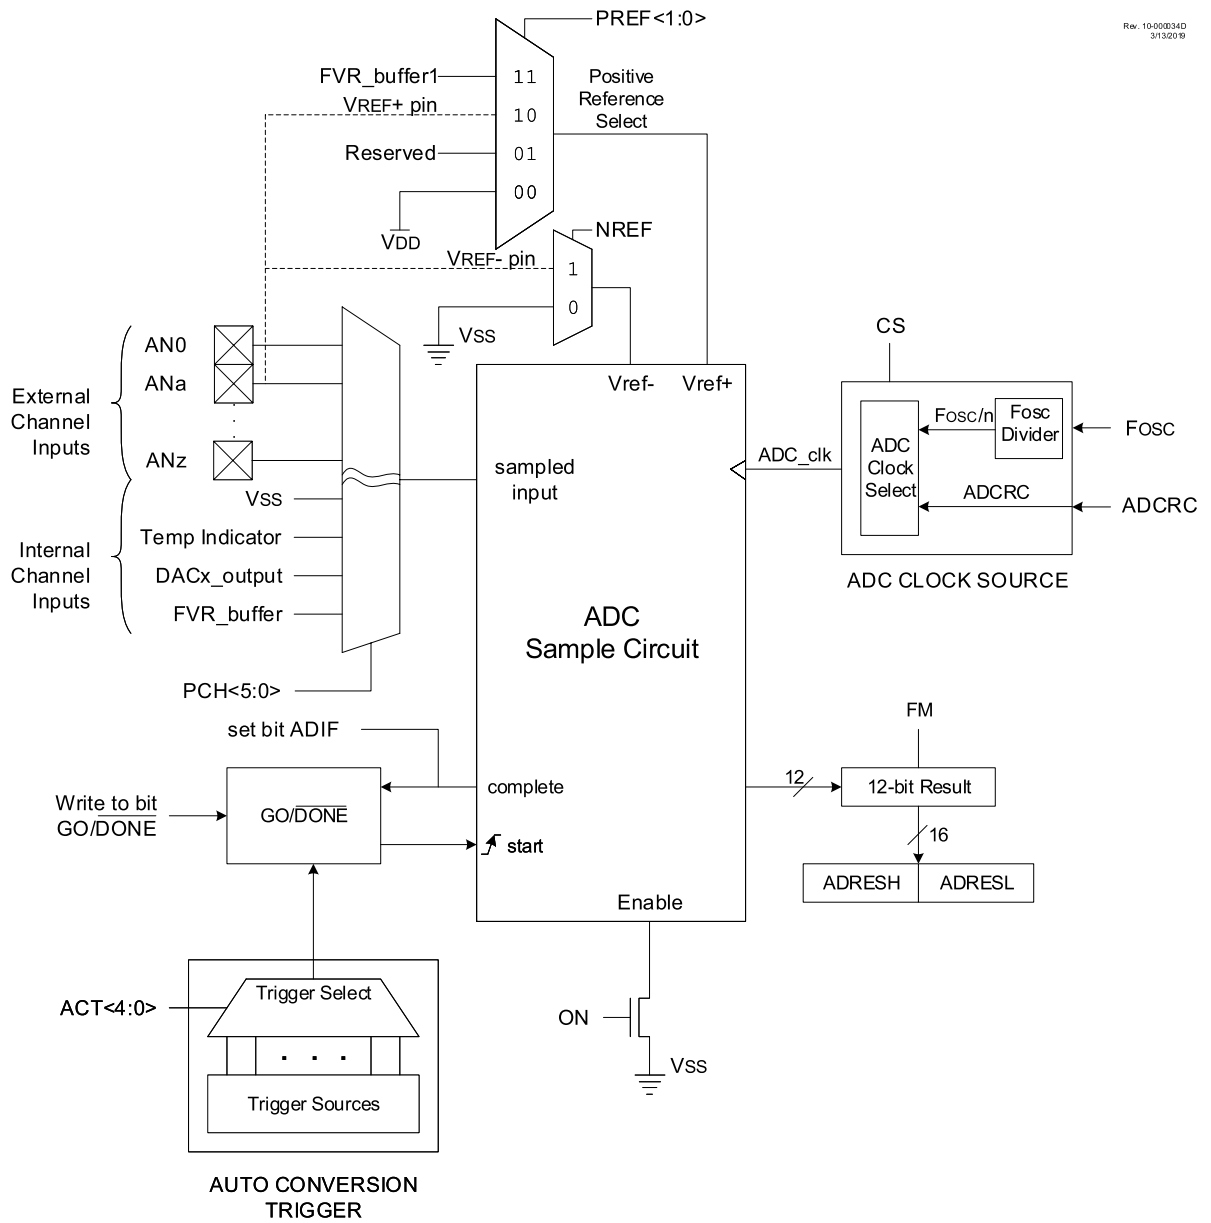 Rev. 10-000034D
3/13/2019
PREF<1:0>
FVR_buffer1
11
Positive
Reference
Select
VREF+ pin
10
Reserved
01
00
VDD
NREF
VREF- pin
1
0
VSS
External
Channel
Inputs
AN0
ANa
ANz
Internal
Channel
Inputs
VSS
Temp Indicator
DACx_output
FVR_buffer
PCH<5:0>
Vref-
Vref+
sampled
input
ADC_clk
CS
ADC
Clock
Select
FOSC/n
Fosc
Divider
FOSC
ADCRC
ADCRC
ADC CLOCK SOURCE
ADC
Sample Circuit
set bit ADIF
complete
Write to bit
GO/DONE
GO/DONE
start
Enable
FM
12
12-bit Result
16
ADRESH
ADRESL
ACT<4:0>
Trigger Select
. . .
Trigger Sources
AUTO CONVERSION
TRIGGER
ON
VSS